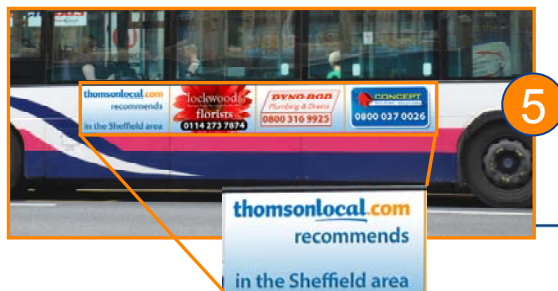 thomsonlocal.com
recommends
in the Sheffield area
lockwoods
florists
0114 273 7874
DYNO-ROD
Plumbing & Drains
0800 316 9925
CONCEPT
0800 037 0026
5
thomsonlocal.com
recommends
in the Sheffield area